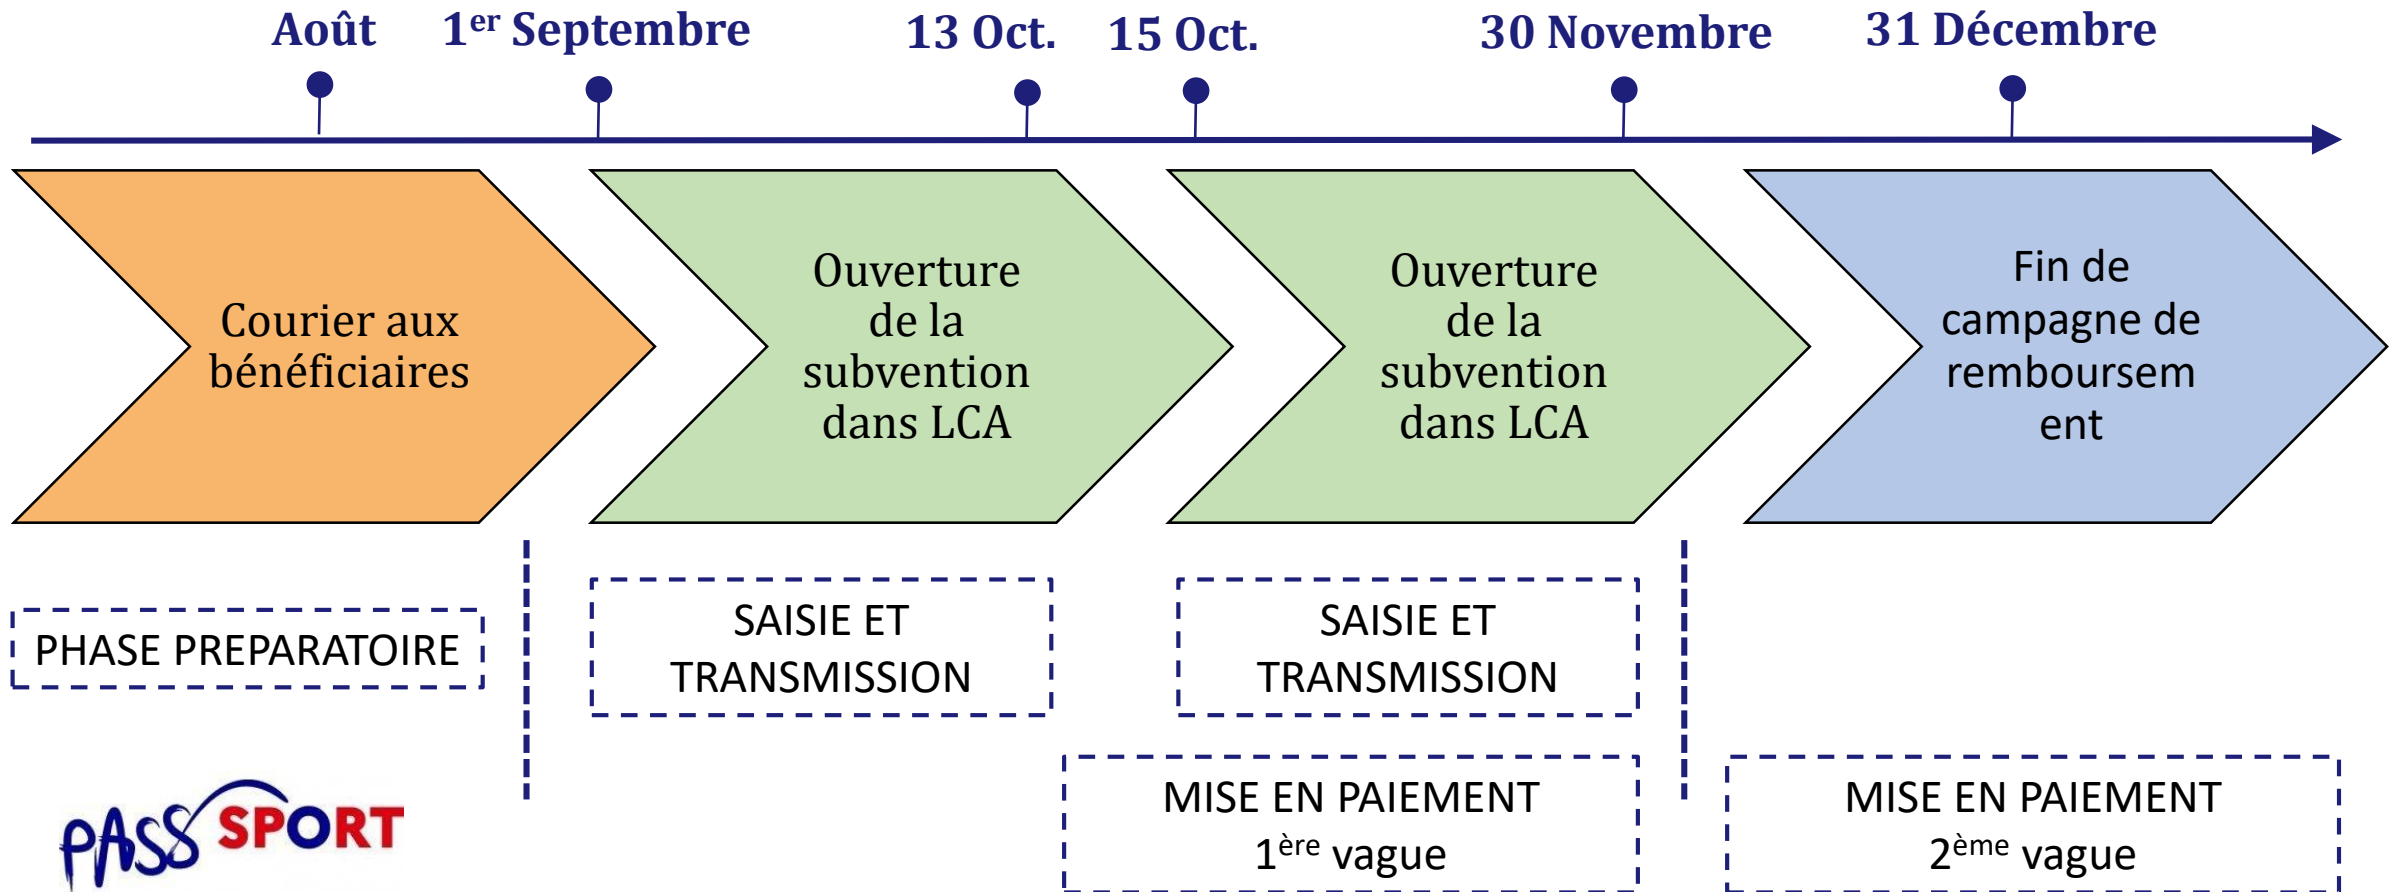 Août
1er Septembre
13 Oct.
15 Oct.
30 Novembre
31 Décembre
Courier aux
bénéficiaires
Ouverture
de la
subvention
dans LCA
Ouverture
de la
subvention
dans LCA
Fin de
campagne de
remboursem
ent
PHASE PREPARATOIRE
SAISIE ET
TRANSMISSION
SAISIE ET
TRANSMISSION
MISE EN PAIEMENT
1ère vague
MISE EN PAIEMENT
2ème vague
PASS SPORT